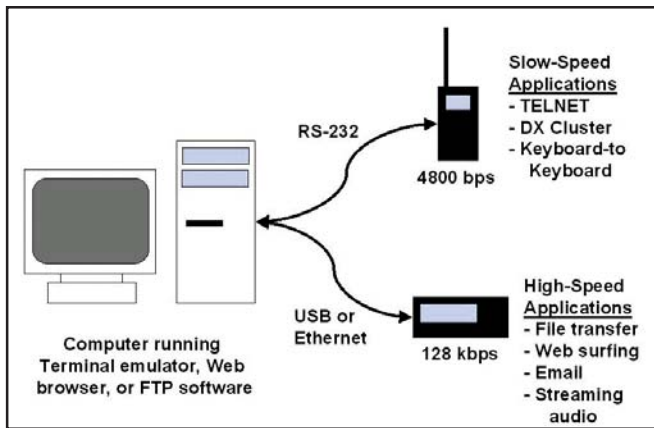 Slow-Speed
Applications
- TELNET
- DX Cluster
- Keyboard-to
Keyboard
RS-232
4800 bps
USB or
Ethernet
128 kbps
High-Speed
Applications
- File transfer
- Web surfing
- Email
- Streaming
audio
Computer running
Terminal emulator, Web
browser, or FTP software